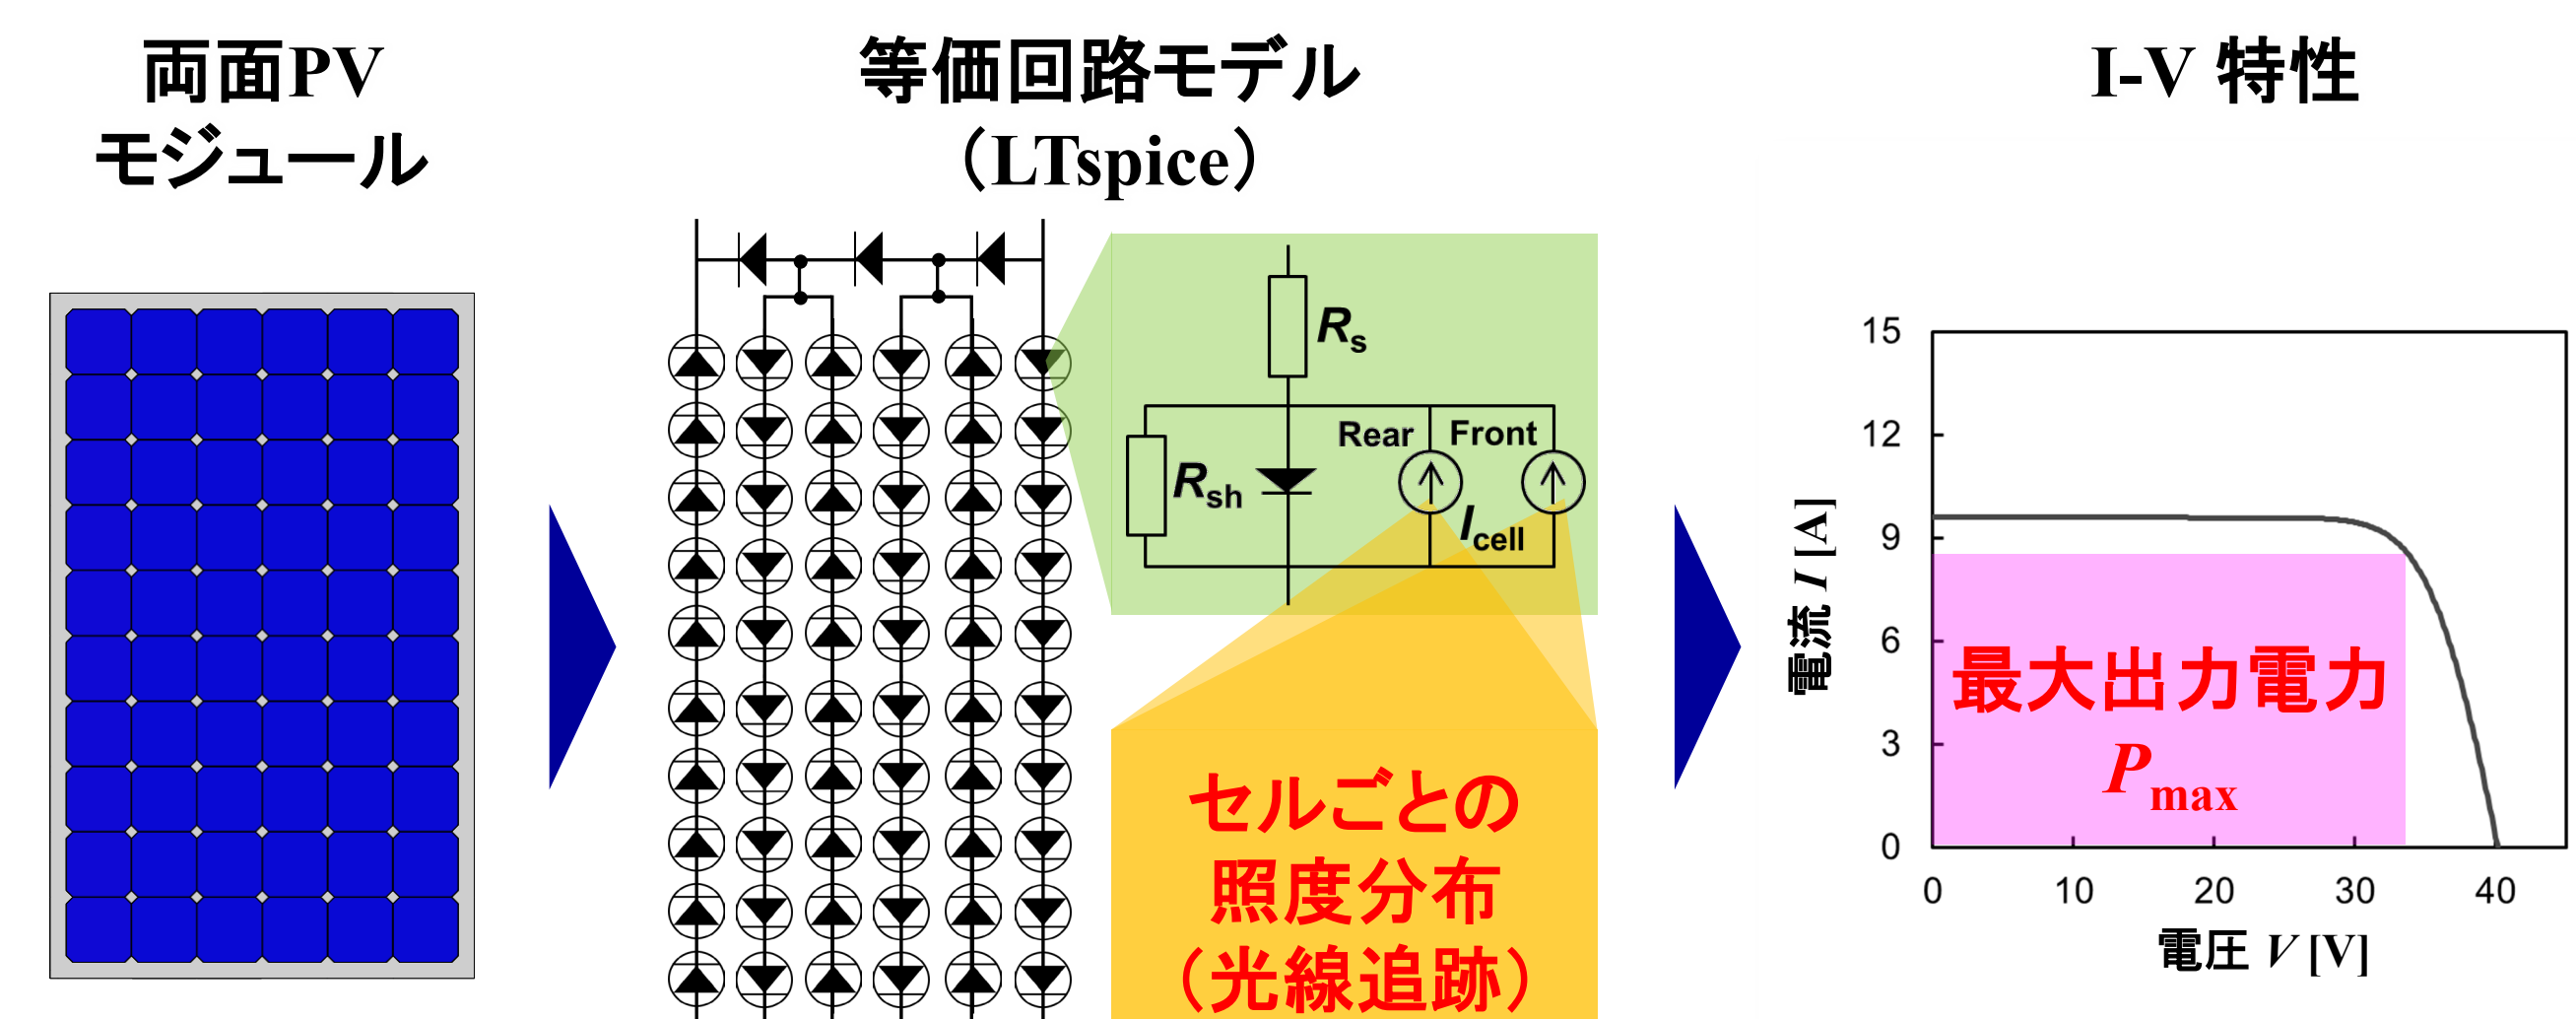 両面PV
モジュール
等価回路モデル
（LTspice）
I-V 特性
Rs
Rear
Front
Rsh
Icell
セルごとの
照度分布
（光線追跡）
電流 I [A]
15
12
9
6
3
0
最大出力電力
Pmax
0 10 20 30 40
電圧 V [V]